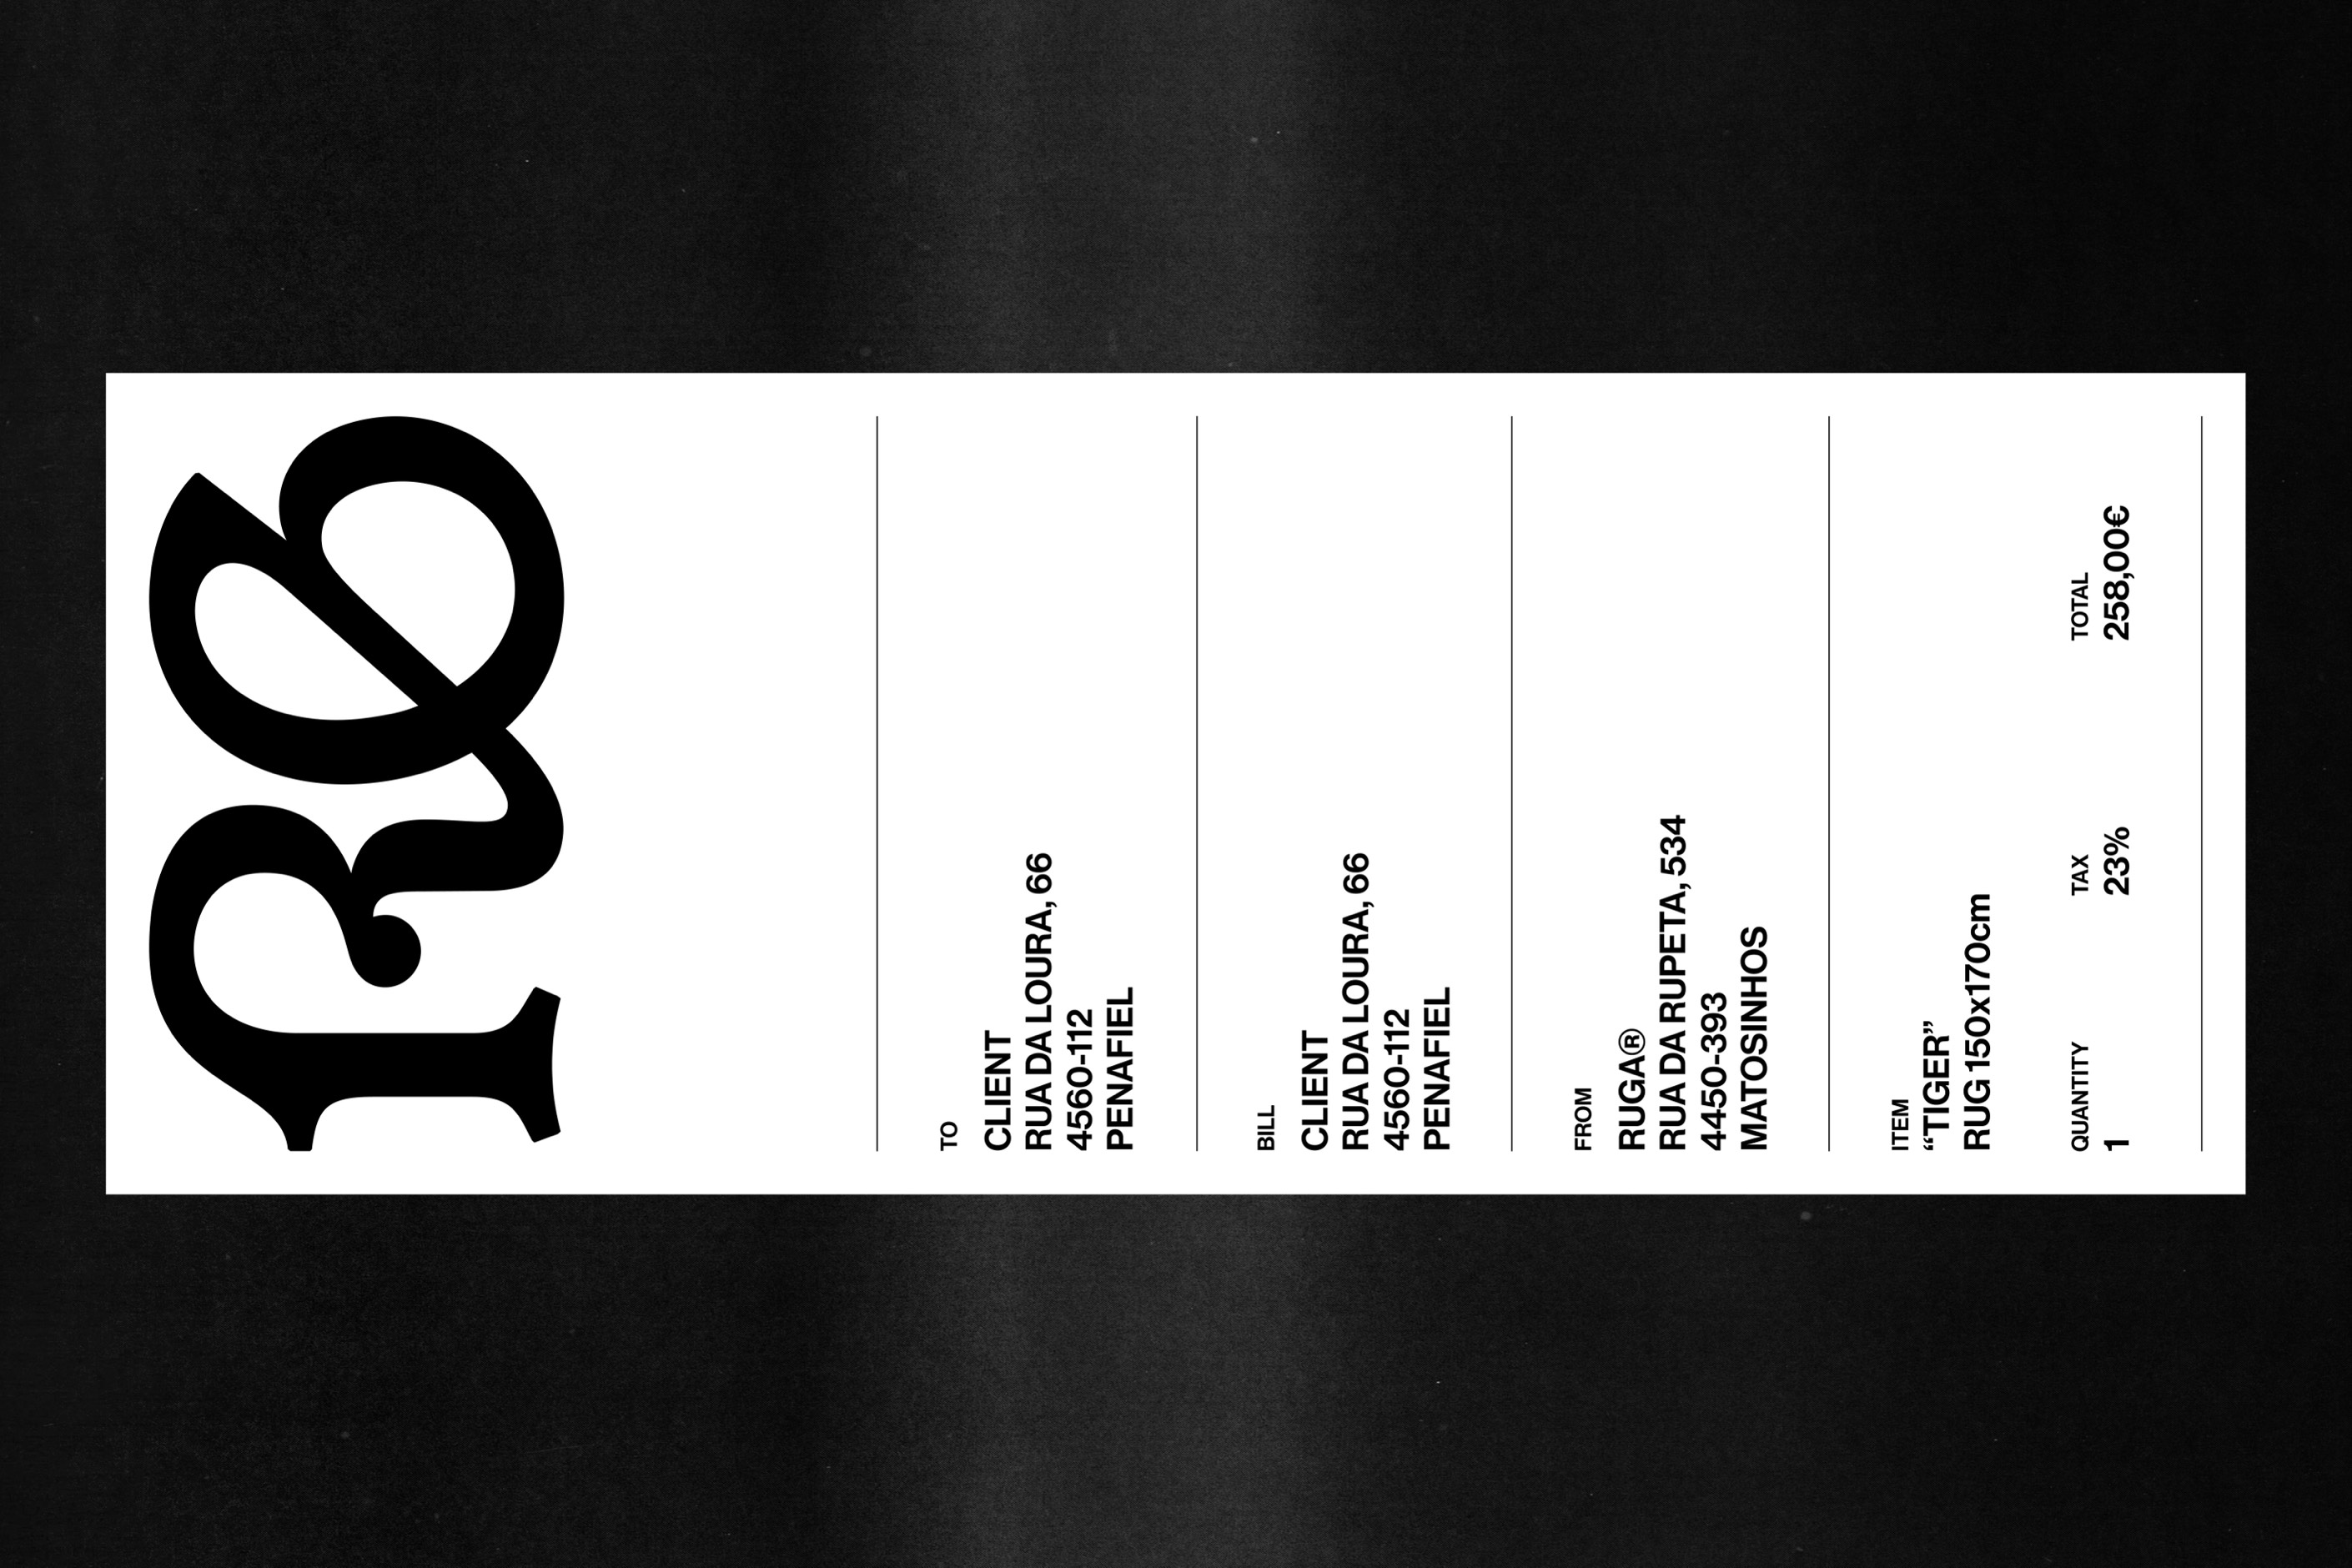 TO
CLIENT
RUA DA LOURA, 66
4560-112
PENAFIEL
BILL
CLIENT
RUA DA LOURA, 66
4560-112
PENAFIEL
FROM
RUGA®
RUA DA RUPETA, 534
4450-393
MATOSINHOS
ITEM
“TIGER”
RUG 150x170cm
QUANTITY TAX TOTAL
1 23% 258,00€